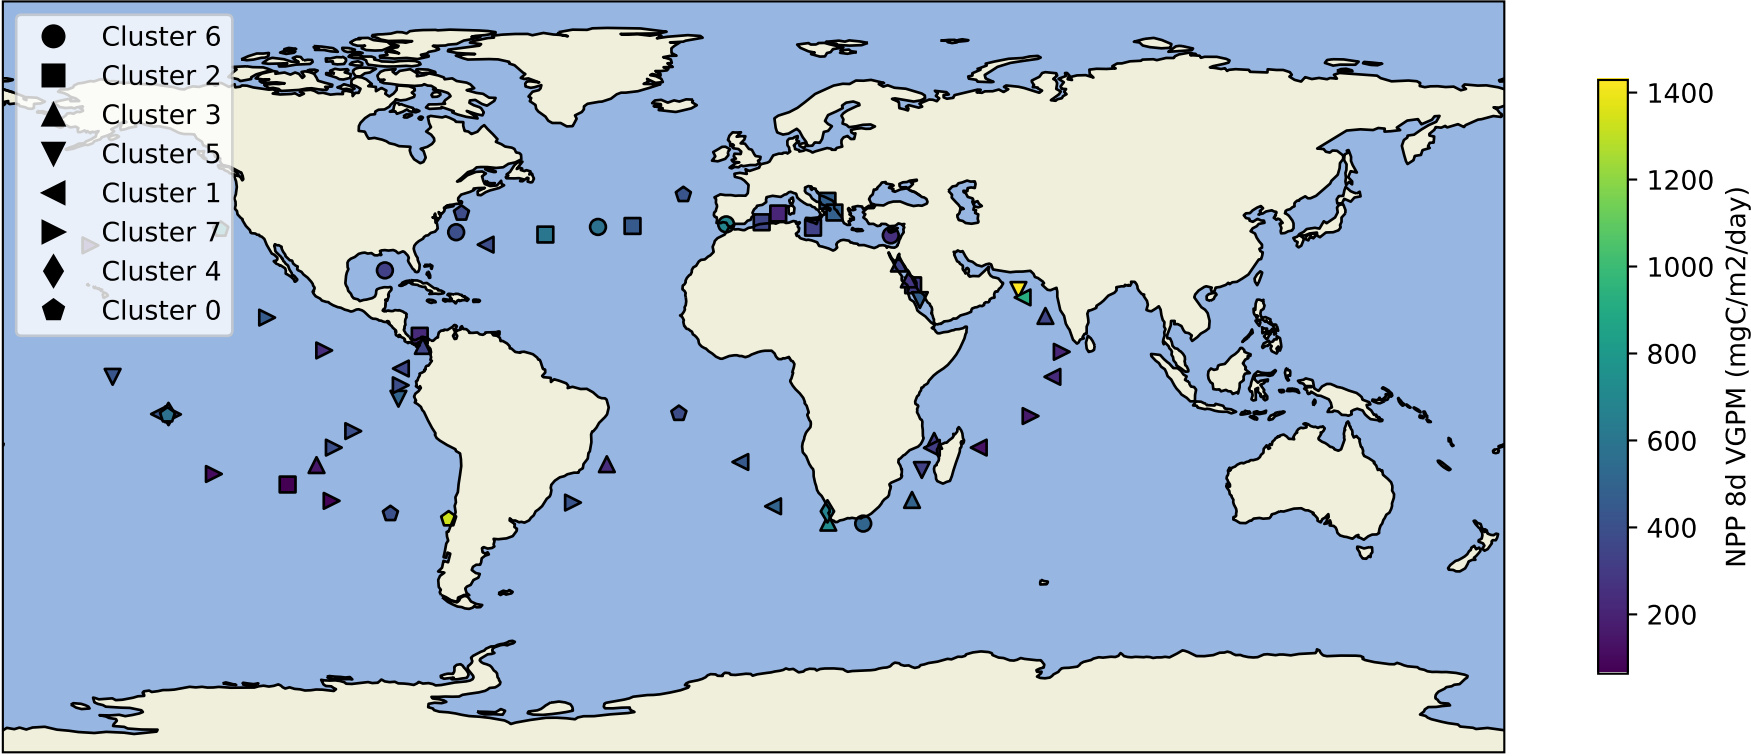 Cluster 6
Cluster 2
Cluster 3
Cluster 5
Cluster 1
Cluster 7
Cluster 4
Cluster 0
1400
1200
1000
800
600
400
200
NPP 8d VGPM (mgC/m2/day)